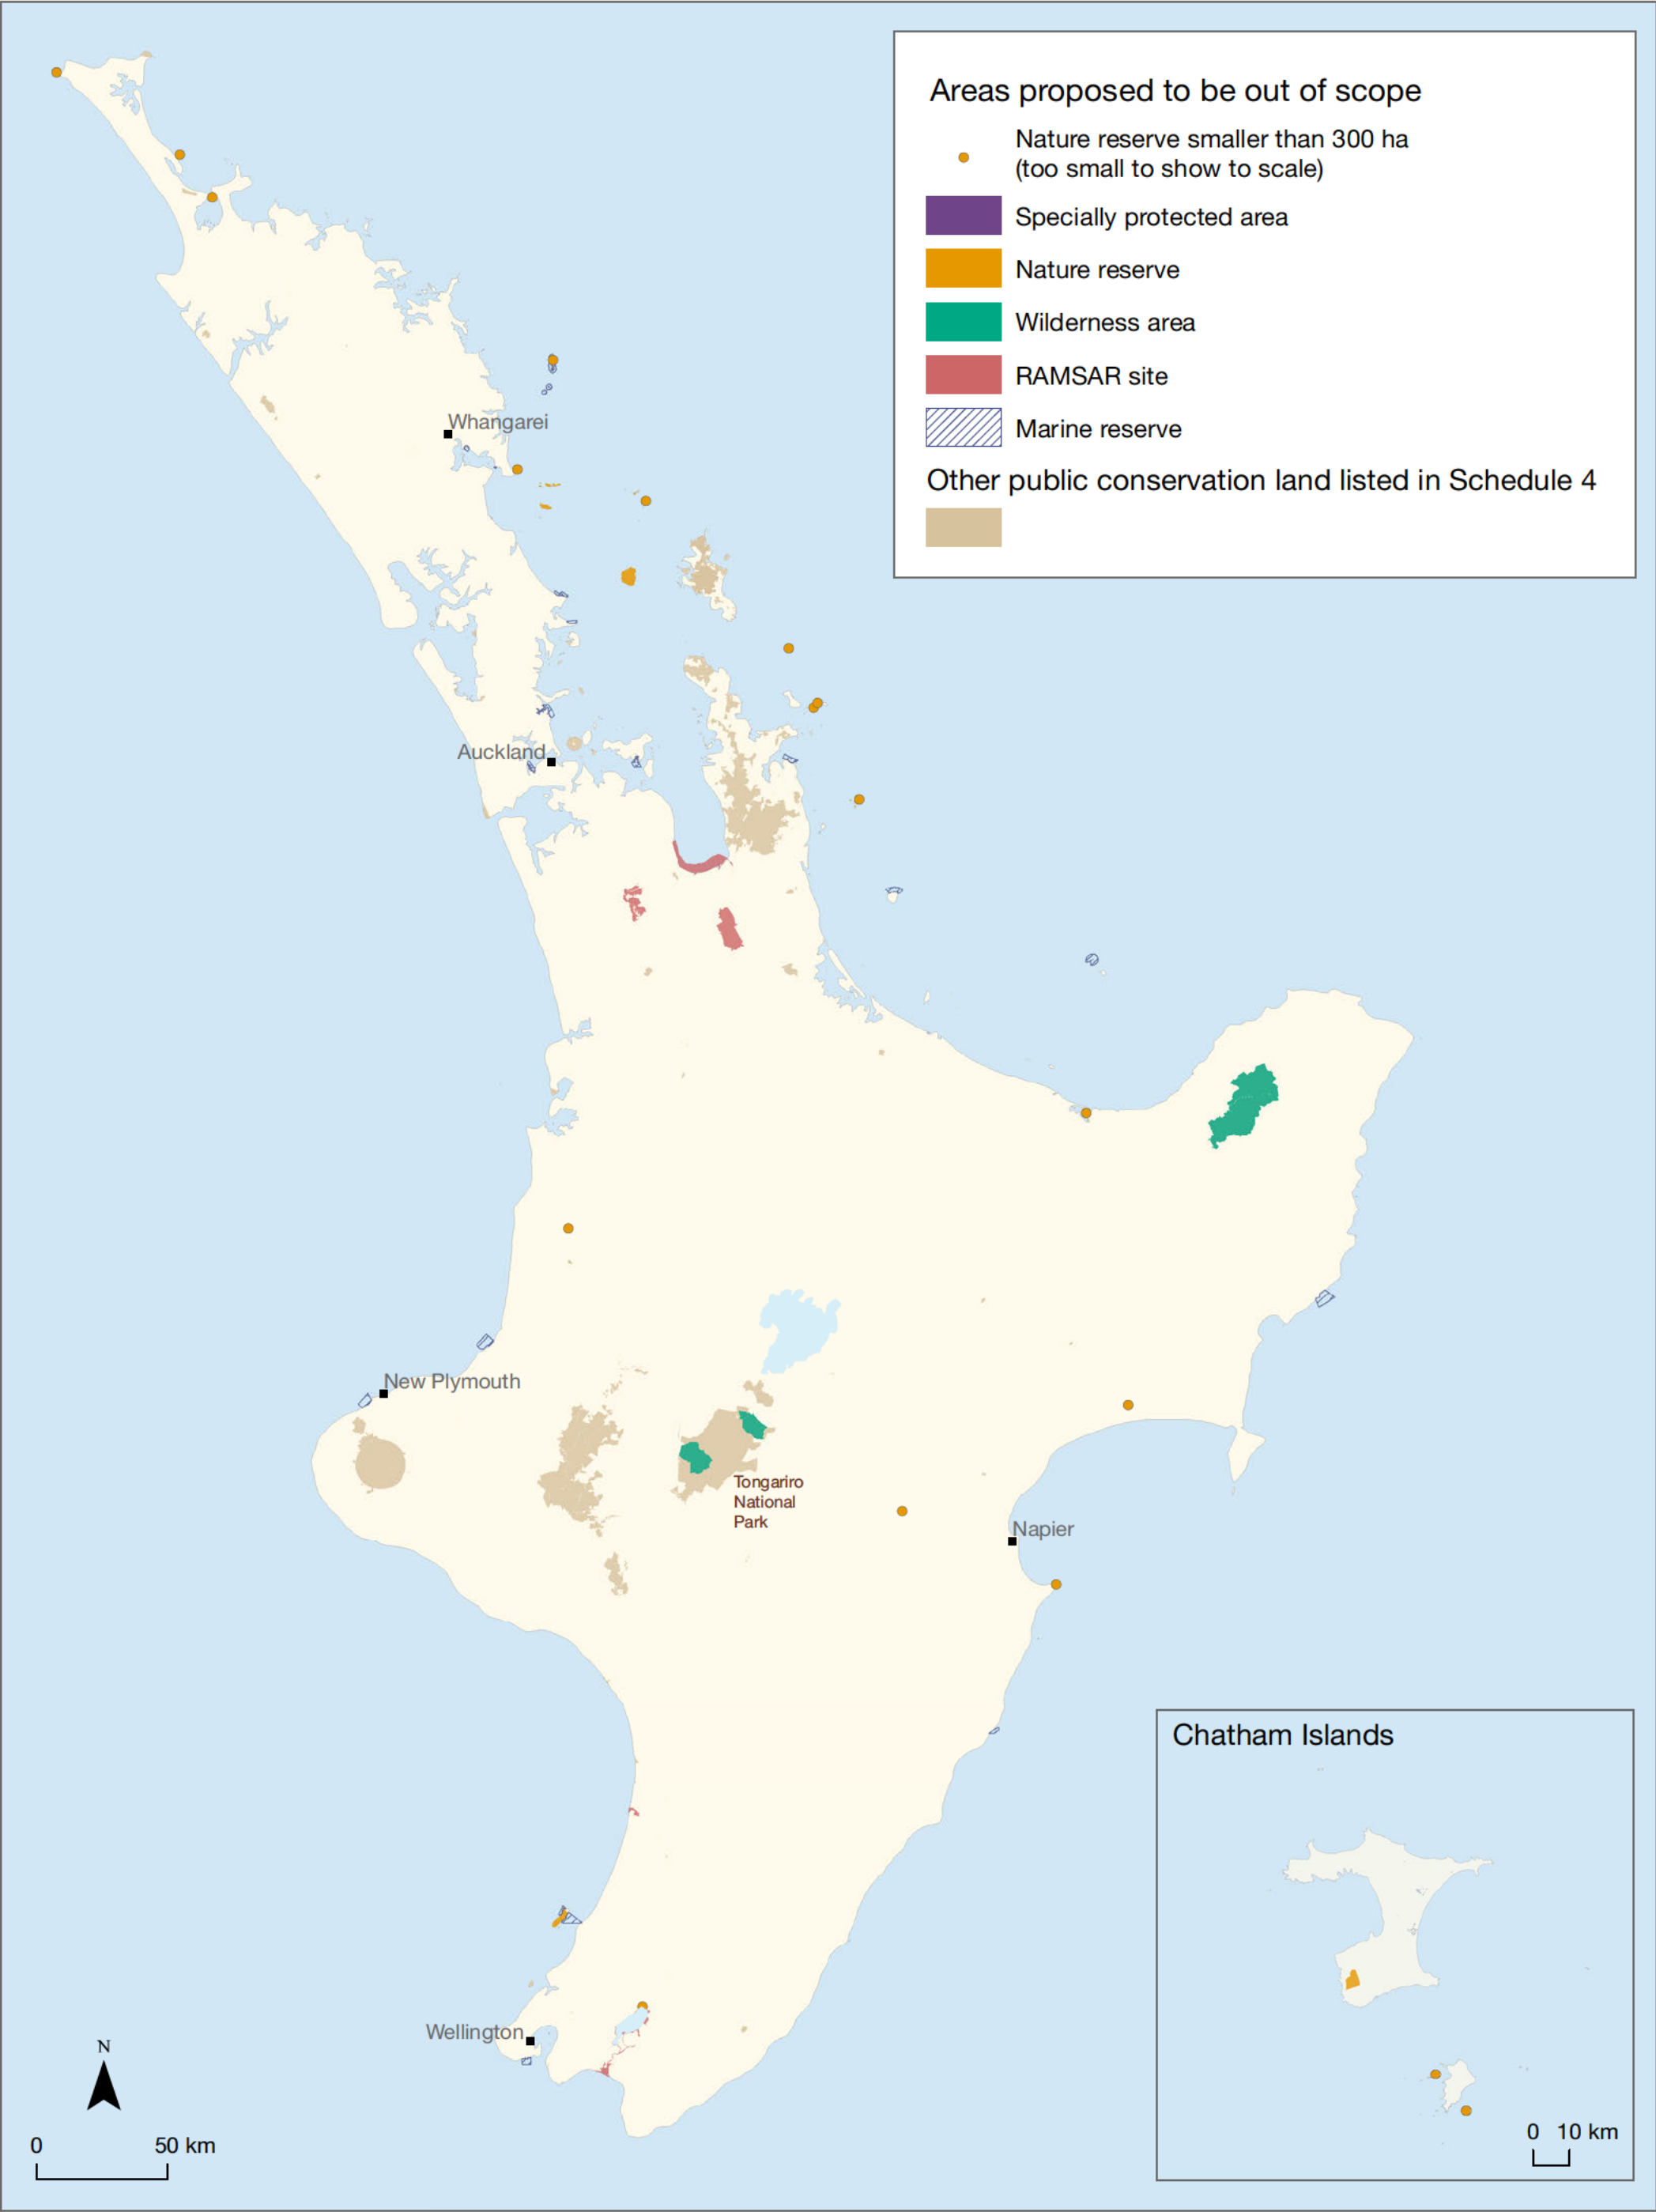 Areas proposed to be out of scope
Nature reserve smaller than 300 ha
(too small to show to scale)
Specially protected area
Nature reserve
Wilderness area
RAMSAR site
Marine reserve
Other public conservation land listed in Schedule 4
Whangarei
Auckland
New Plymouth
Tongariro
National
Park
Napier
Wellington
N
0 50 km
Chatham Islands
0 10 km